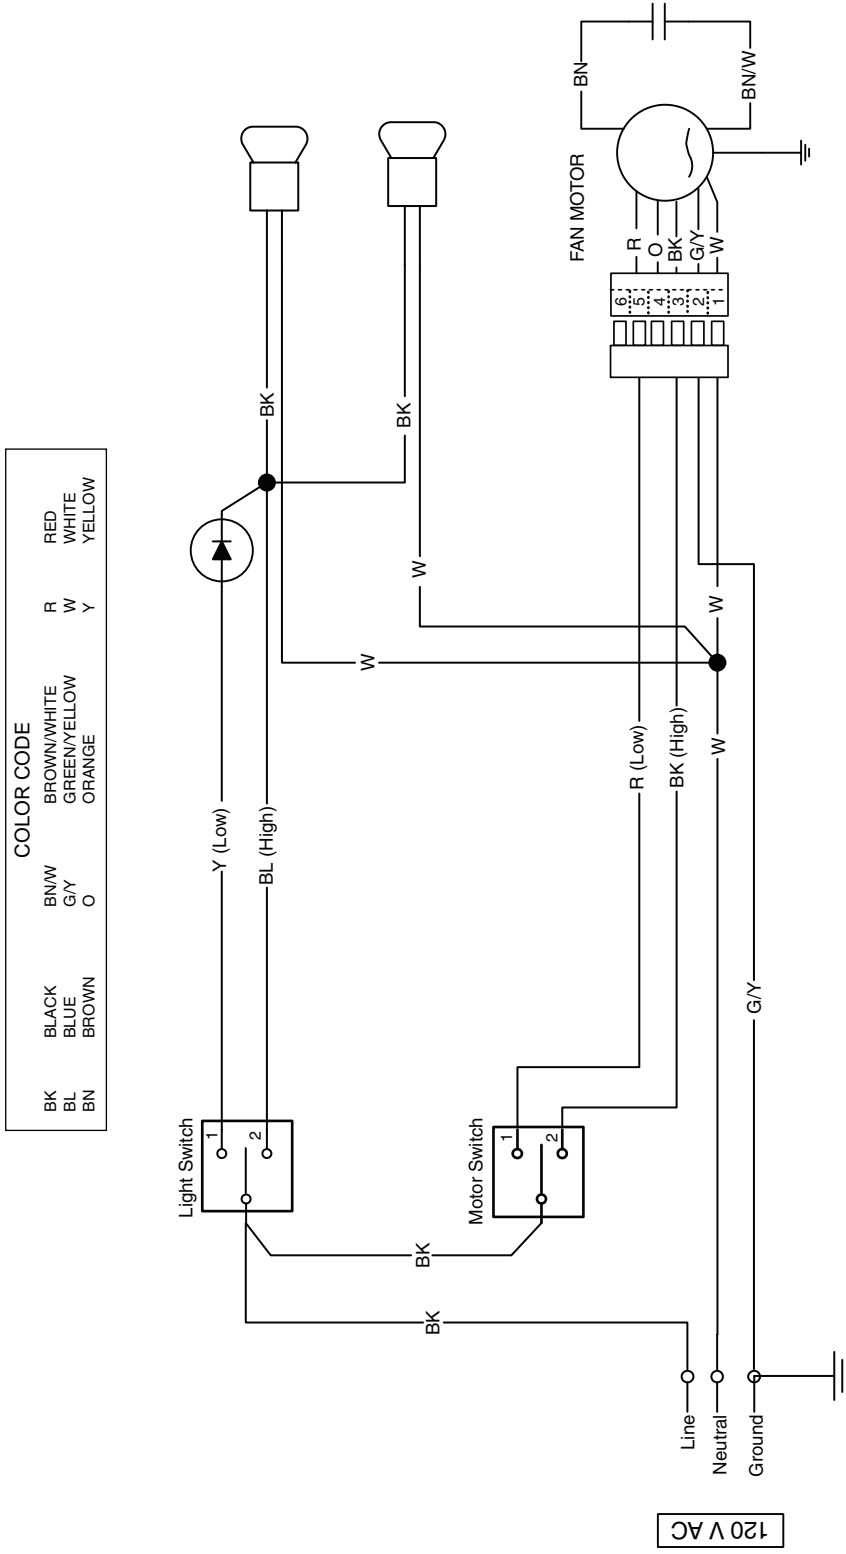 COLOR CODE
BK BLACK BN/W BROWN/WHITE R RED
BL BLUE G/Y GREEN/YELLOW W WHITE
BN BROWN O ORANGE Y YELLOW
Light Switch
1
2
Y (Low)
BL (High)
BK
BK
W
W
BK
BK
Motor Switch
1
2
R (Low)
BK (High)
W
W
G/Y
FAN MOTOR
6
5
4
3
2
1
R
O
BK
G/Y
W
BN
BN/W
Line
Neutral
Ground
120 V AC